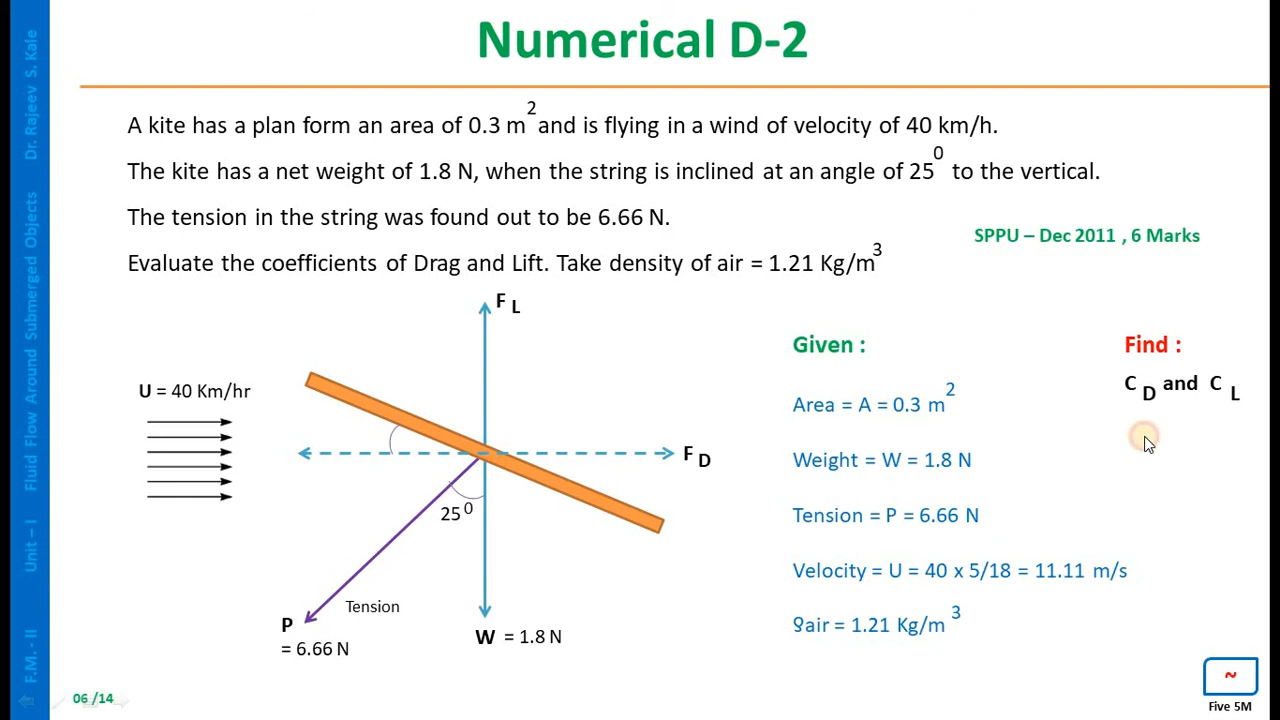 Numerical D-2
A kite has a plan form an area of 0.3 m² and is flying in a wind of velocity of 40 km/h.
The kite has a net weight of 1.8 N, when the string is inclined at an angle of 25⁰ to the vertical.
The tension in the string was found out to be 6.66 N.
SPPU – Dec 2011 , 6 Marks
Evaluate the coefficients of Drag and Lift. Take density of air = 1.21 Kg/m³
F L
U = 40 Km/hr
F D
25⁰
Tension
P
= 6.66 N
W = 1.8 N
Given :
Area = A = 0.3 m²
Weight = W = 1.8 N
Tension = P = 6.66 N
Velocity = U = 40 x 5/18 = 11.11 m/s
ƍair = 1.21 Kg/m ³
Find :
C D and C L
06 /14
~
Five 5M
F.M. - II Unit – I Fluid Flow Around Submerged Objects Dr. Rajeev S. Kale